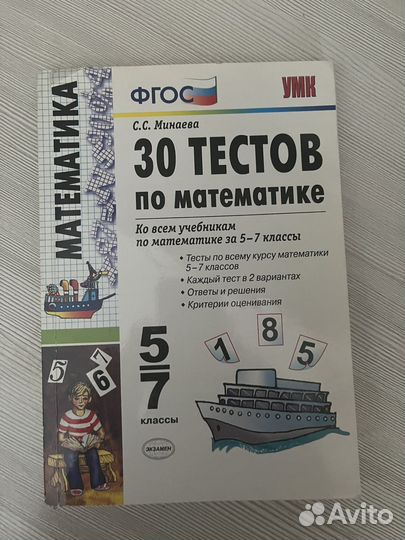 ФГОС
УМК
МАТЕМАТИКА
С.С. Минаева
30 ТЕСТОВ
по математике
Ко всем учебникам
по математике за 5–7 классы
• Тесты по всему курсу математики
5–7 классов
• Каждый тест в 2 вариантах
• Ответы и решения
• Критерии оценивания
5
7
классы
1 8 5
5 7
6
ЭКЗАМЕН
Avito